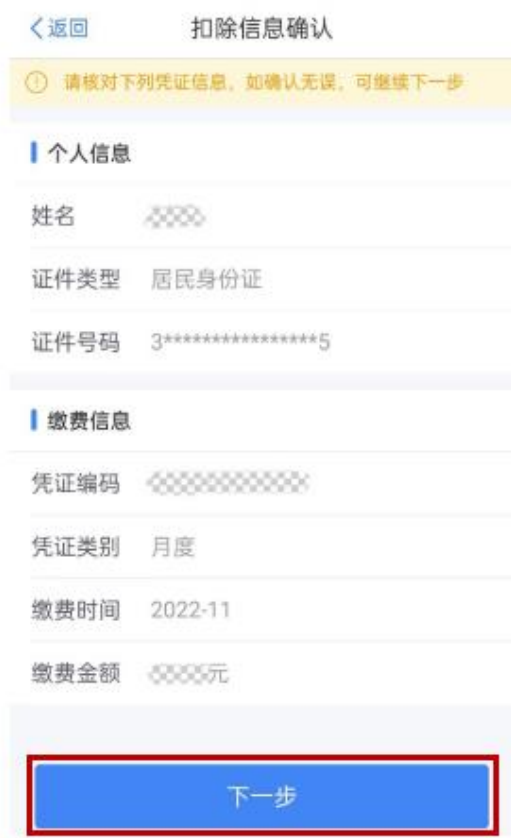 返回 扣除信息确认
请核对下列凭证信息，如确认无误，可继续下一步
个人信息
姓名
证件类型 居民身份证
证件号码 3****************5
缴费信息
凭证编码
凭证类别 月度
缴费时间 2022-11
缴费金额 元
下一步